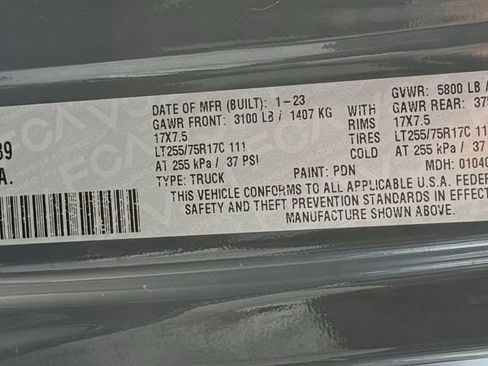 DATE OF MFR (BUILT): 1-23 GVWR: 5800 LB /
GAWR FRONT: 3100 LB / 1407 KG WITH GAWR REAR:
17X7.5 RIMS 17X7.5
LT255/75R17C 111 TIRES LT255/75R17C 111
AT 255 kPa / 37 PSI COLD AT 255 kPa / 37 P
TYPE: TRUCK PAINT: PDN MDH: 0104
THIS VEHICLE CONFORMS TO ALL APPLICABLE U.S.A. FEDER
SAFETY AND THEFT PREVENTION STANDARDS IN EFFECT
MANUFACTURE SHOWN ABOVE.
39
A.